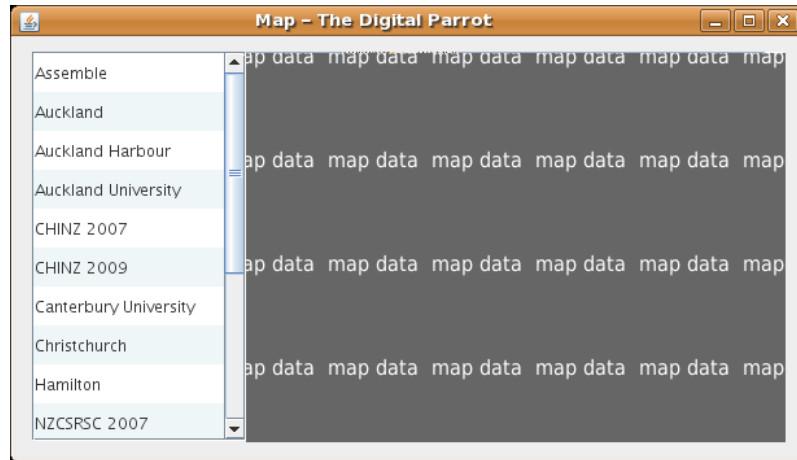 Map – The Digital Parrot
Assemble
Auckland
Auckland Harbour
Auckland University
CHINZ 2007
CHINZ 2009
Canterbury University
Christchurch
Hamilton
NZCSRSC 2007
map data map data map data map data map
map data map data map data map data map data map
map data map data map data map data map data map
map data map data map data map data map data map